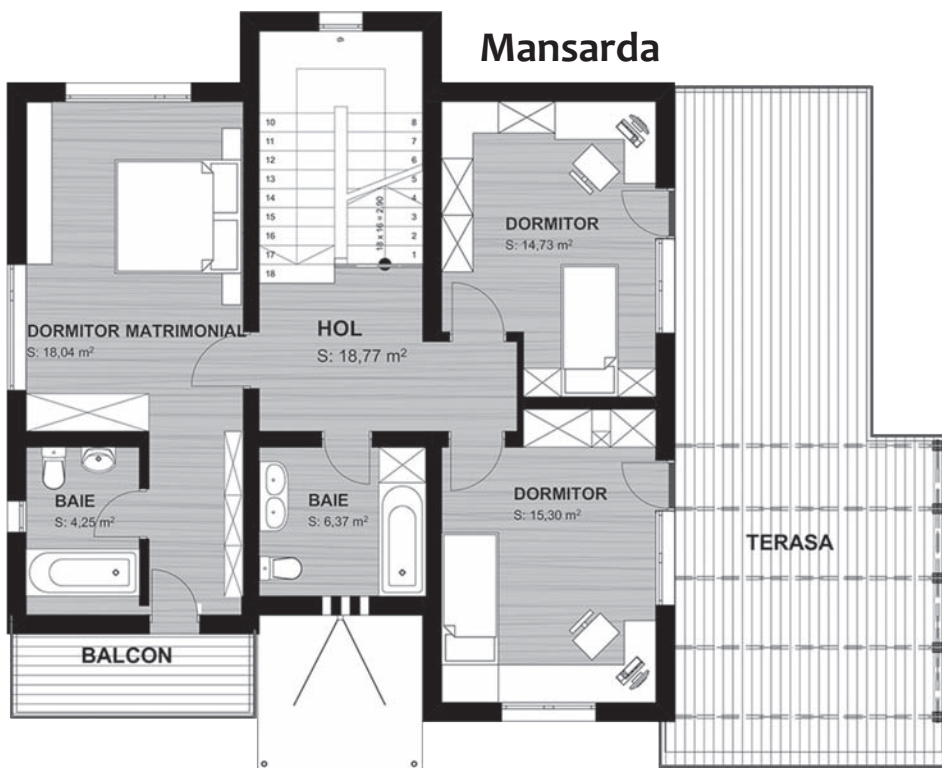 Mansarda
10
11
12
13
14
15
16
17
18
8
7
6
5
4
3
2
1
18 x 16 = 2,90
DORMITOR
S: 14,73 m²
DORMITOR MATRIMONIAL
S: 18,04 m²
HOL
S: 18,77 m²
BAIE
S: 4,25 m²
BAIE
S: 6,37 m²
DORMITOR
S: 15,30 m²
TERASA
BALCON